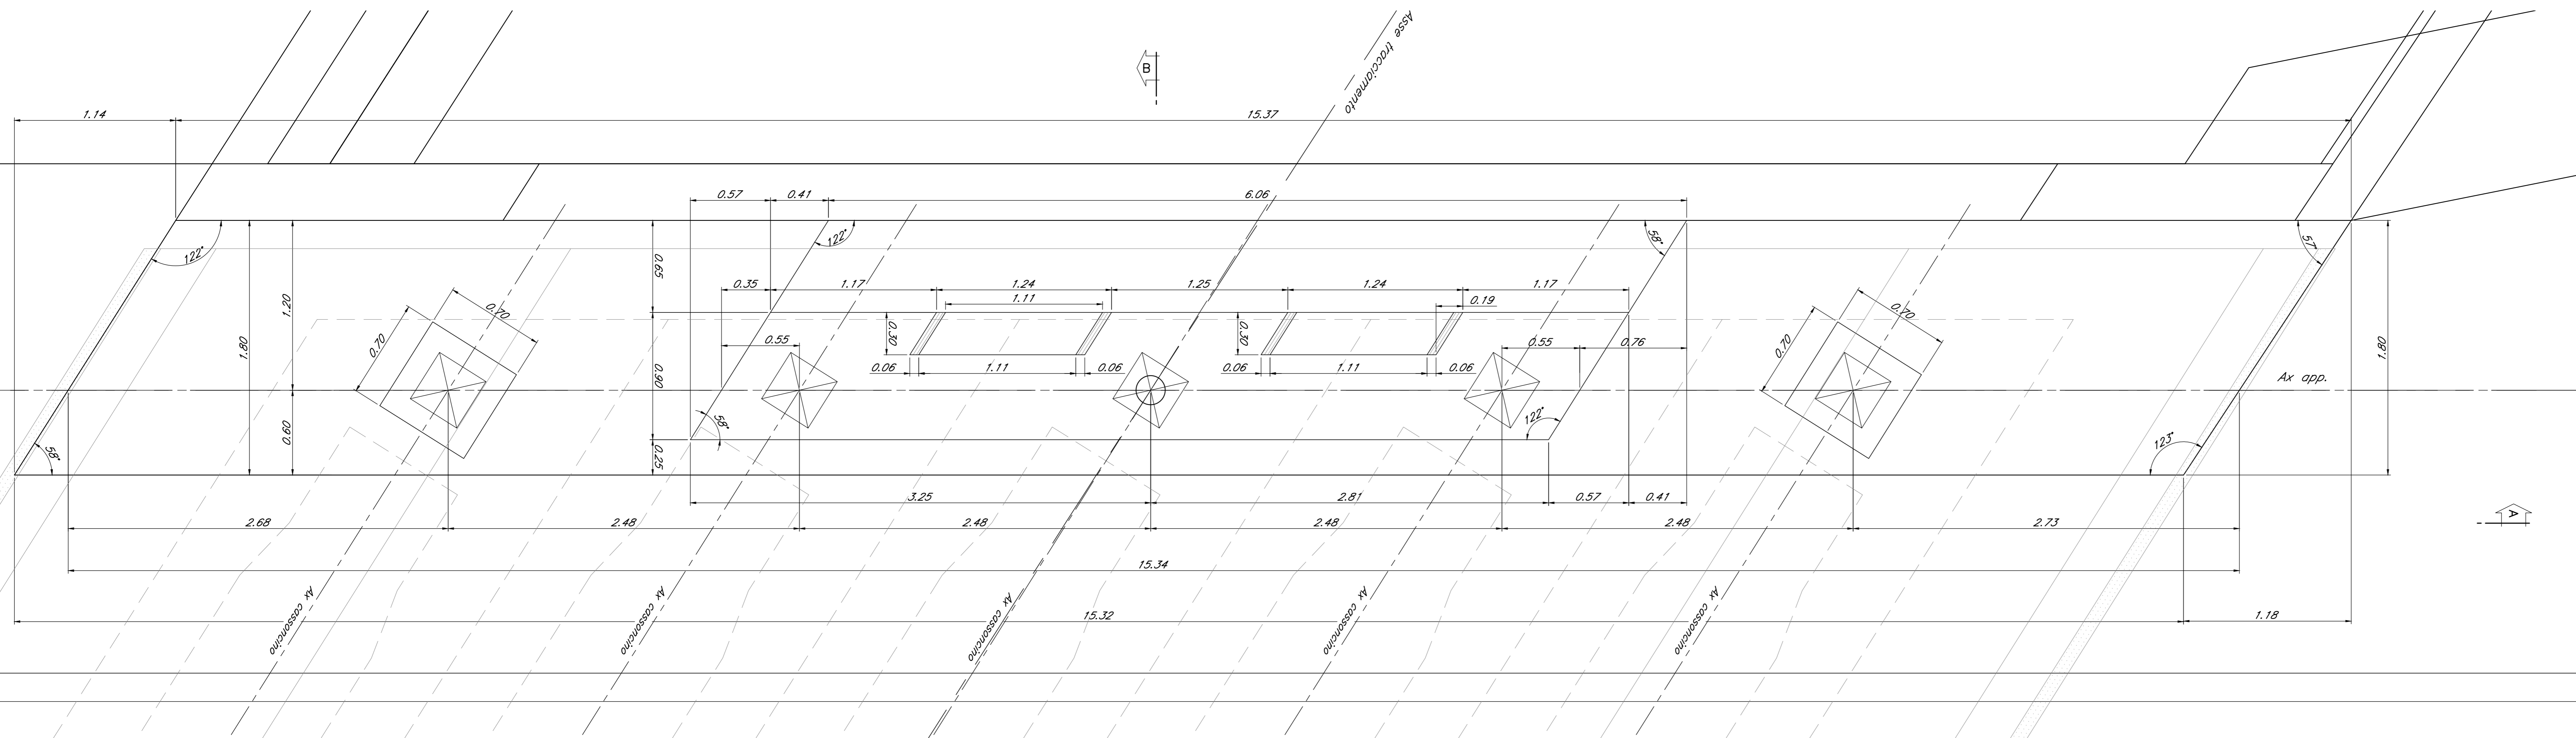 Asse tracciamento
B
1.14
15.37
0.57 0.41 6.06
122°
122°
58°
57°
0.65
1.20
1.80
0.35 1.17 1.24 1.25 1.24 1.17
1.11
0.19
0.70
0.70
0.70
0.70
0.30
0.30
1.80
0.55
0.55 0.76
0.06 1.11 0.06
0.06 1.11 0.06
0.90
Ax app.
0.60
58°
58°
122°
123°
0.25
3.25 2.81 0.57 0.41
A
2.68 2.48 2.48 2.48 2.48 2.73
15.34
Ax cassoncino
Ax cassoncino
Ax cassoncino
Ax cassoncino
Ax cassoncino
15.32
1.18